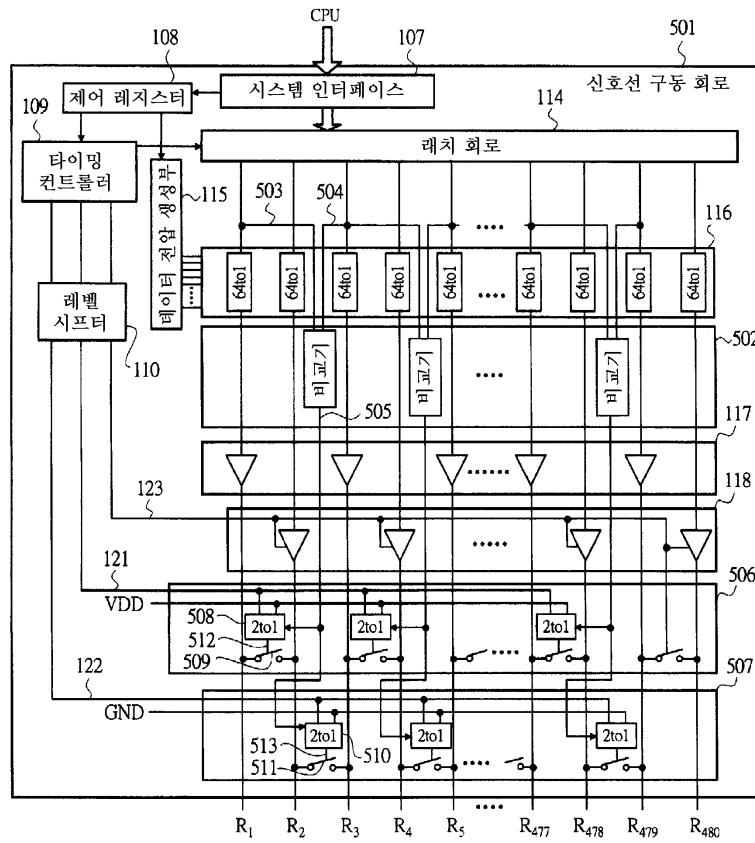 CPU
107
501
108
시스템 인터페이스
신호선 구동 회로
제어 레지스터
114
109
래치 회로
타이밍
컨트롤러
데이터 전압 생성부
115
503
504
116
64to1 64to1 64to1 64to1 64to1 64to1 64to1 64to1
레벨
시프터
110
502
비교기 비교기 비교기
505
117
118
123
121
506
VDD
508
2to1 2to1 2to1
512
509
122
507
GND
2to1 2to1 2to1
510
513
511
R1 R2 R3 R4 R5 R477 R478 R479 R480